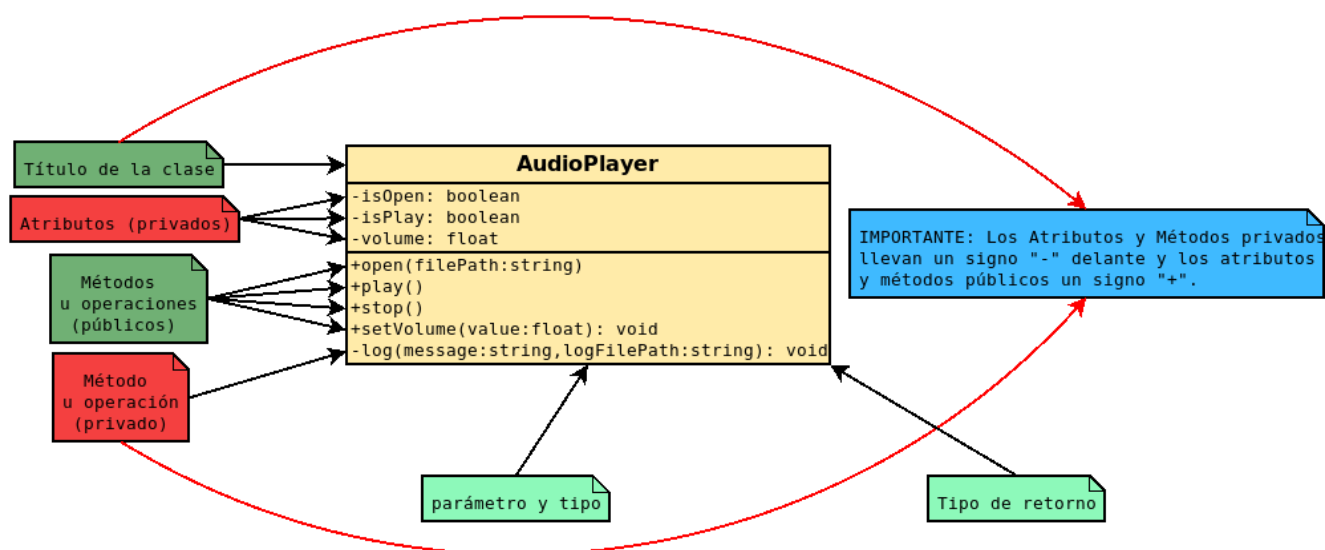 Título de la clase
Atributos (privados)
Métodos
u operaciones
(públicos)
Método
u operación
(privado)
AudioPlayer
-isOpen: boolean
-isPlay: boolean
-volume: float
+open(filePath:string)
+play()
+stop()
+setVolume(value:float): void
-log(message:string,logFilePath:string): void
IMPORTANTE: Los Atributos y Métodos privados
llevan un signo "-" delante y los atributos
y métodos públicos un signo "+".
parámetro y tipo
Tipo de retorno